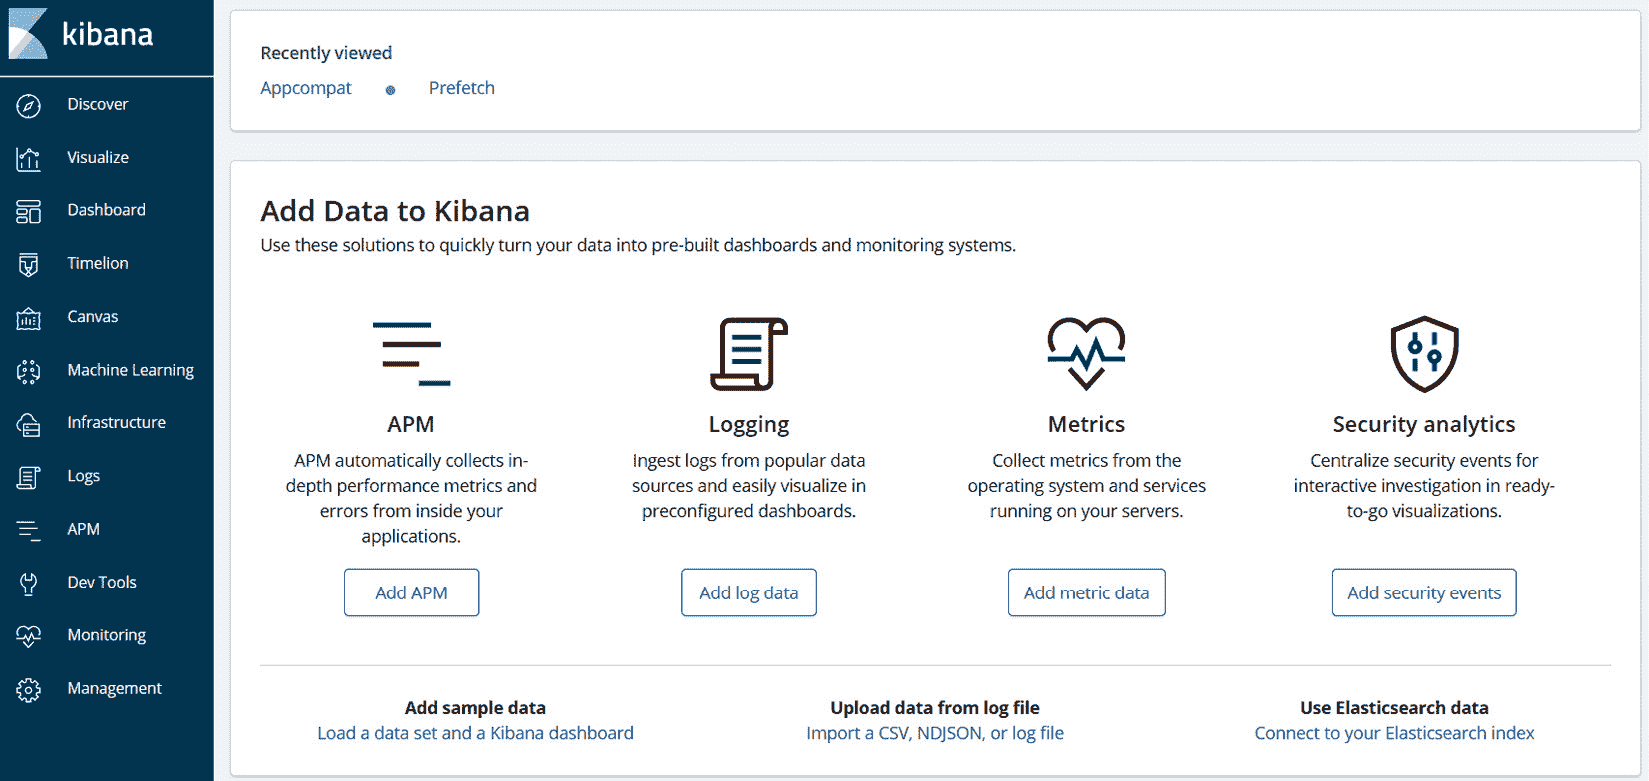 kibana
Discover
Visualize
Dashboard
Timelion
Canvas
Machine Learning
Infrastructure
Logs
APM
Dev Tools
Monitoring
Management
Recently viewed
Appcompat Prefetch
Add Data to Kibana
Use these solutions to quickly turn your data into pre-built dashboards and monitoring systems.
APM
APM automatically collects in-
depth performance metrics and
errors from inside your
applications.
Add APM
Logging
Ingest logs from popular data
sources and easily visualize in
preconfigured dashboards.
Add log data
Metrics
Collect metrics from the
operating system and services
running on your servers.
Add metric data
Security analytics
Centralize security events for
interactive investigation in ready-
to-go visualizations.
Add security events
Add sample data
Load a data set and a Kibana dashboard
Upload data from log file
Import a CSV, NDJSON, or log file
Use Elasticsearch data
Connect to your Elasticsearch index